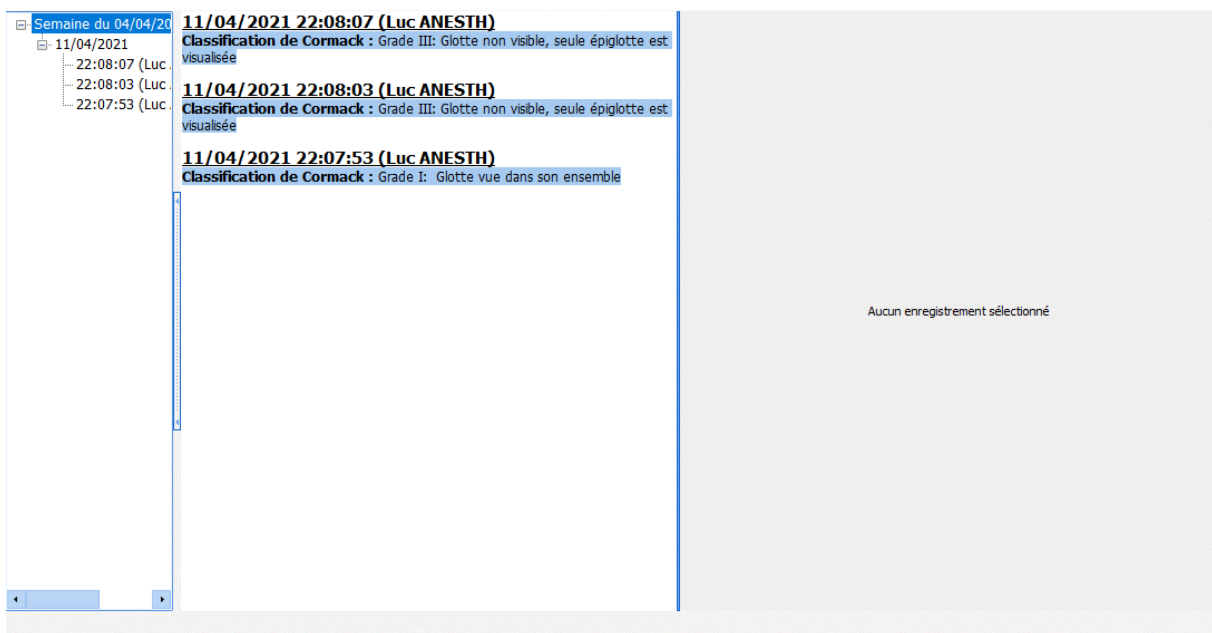 Semaine du 04/04/20
11/04/2021
22:08:07 (Luc
22:08:03 (Luc
22:07:53 (Luc
11/04/2021 22:08:07 (Luc ANESTH)
Classification de Cormack : Grade III: Glotte non visible, seule épiglotte est
visualisée
11/04/2021 22:08:03 (Luc ANESTH)
Classification de Cormack : Grade III: Glotte non visible, seule épiglotte est
visualisée
11/04/2021 22:07:53 (Luc ANESTH)
Classification de Cormack : Grade I: Glotte vue dans son ensemble
Aucun enregistrement sélectionné